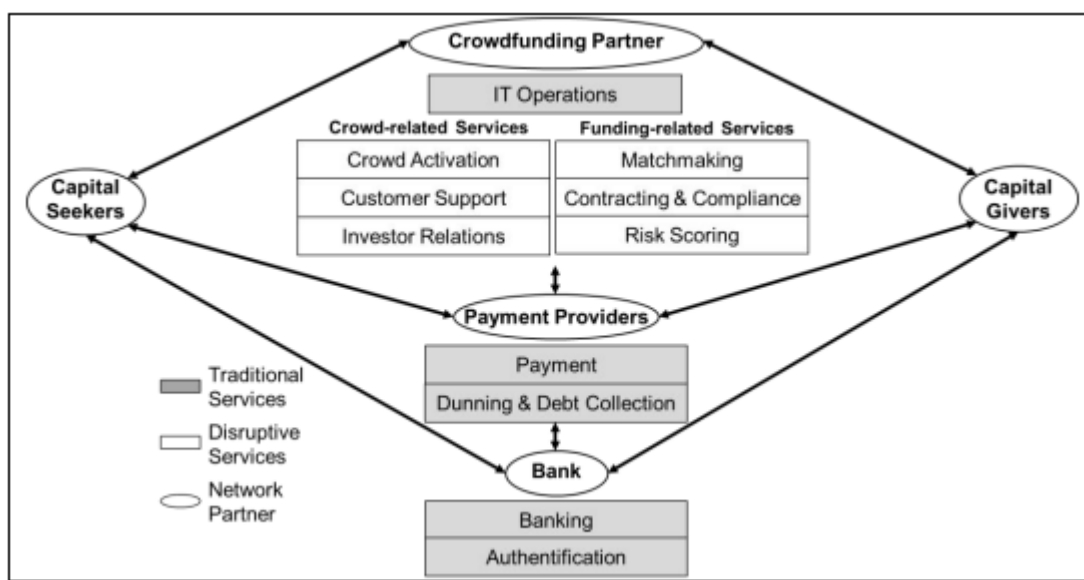 Crowdfunding Partner
IT Operations
Crowd-related Services
Funding-related Services
Crowd Activation
Matchmaking
Customer Support
Contracting & Compliance
Investor Relations
Risk Scoring
Capital
Seekers
Capital
Givers
Payment Providers
Payment
Dunning & Debt Collection
Bank
Banking
Authentification
Traditional
Services
Disruptive
Services
Network
Partner